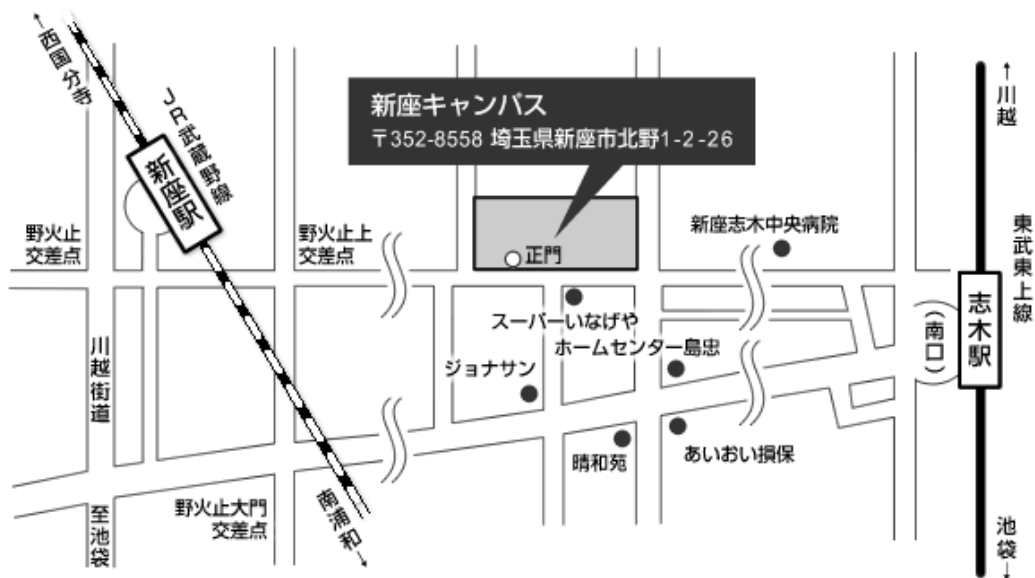 ↑西国分寺
JR武蔵野線
新座駅
新座キャンパス
〒352-8558 埼玉県新座市北野1-2-26
↑川越
東武東上線
野火止
交差点
野火止上
交差点
正門
新座志木中央病院
志木駅
(南口)
スーパーいなげや
ホームセンター島忠
ジョナサン
川越街道
晴和苑
あいおい損保
野火止大門
交差点
至池袋
南浦和→
池袋→